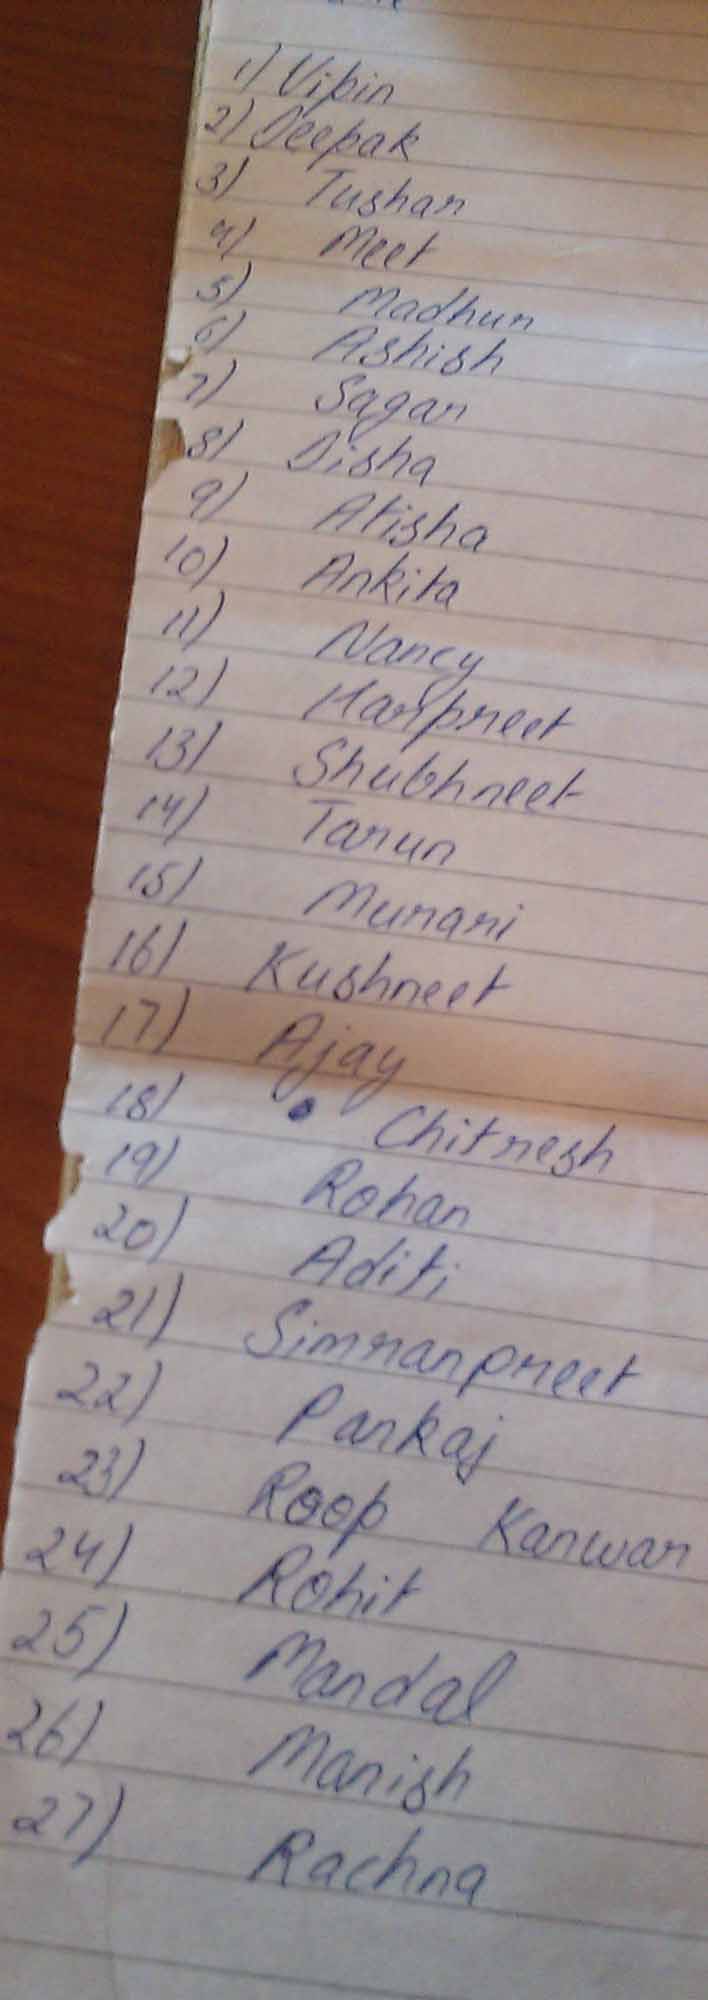 1) Vipin
2) Deepak
3) Tushar
4) Meet
5) Madhur
6) Ashish
7) Sagar
8) Disha
9) Atisha
10) Ankita
11) Nancy
12) Harpreet
13) Shubhneet
14) Tarun
15) Murari
16) Kushneet
17) Ajay
18) Chitresh
19) Rohan
20) Aditi
21) Simranpreet
22) Pankaj
23) Roop Kanwar
24) Rohit
25) Mandal
26) Manish
27) Rachna